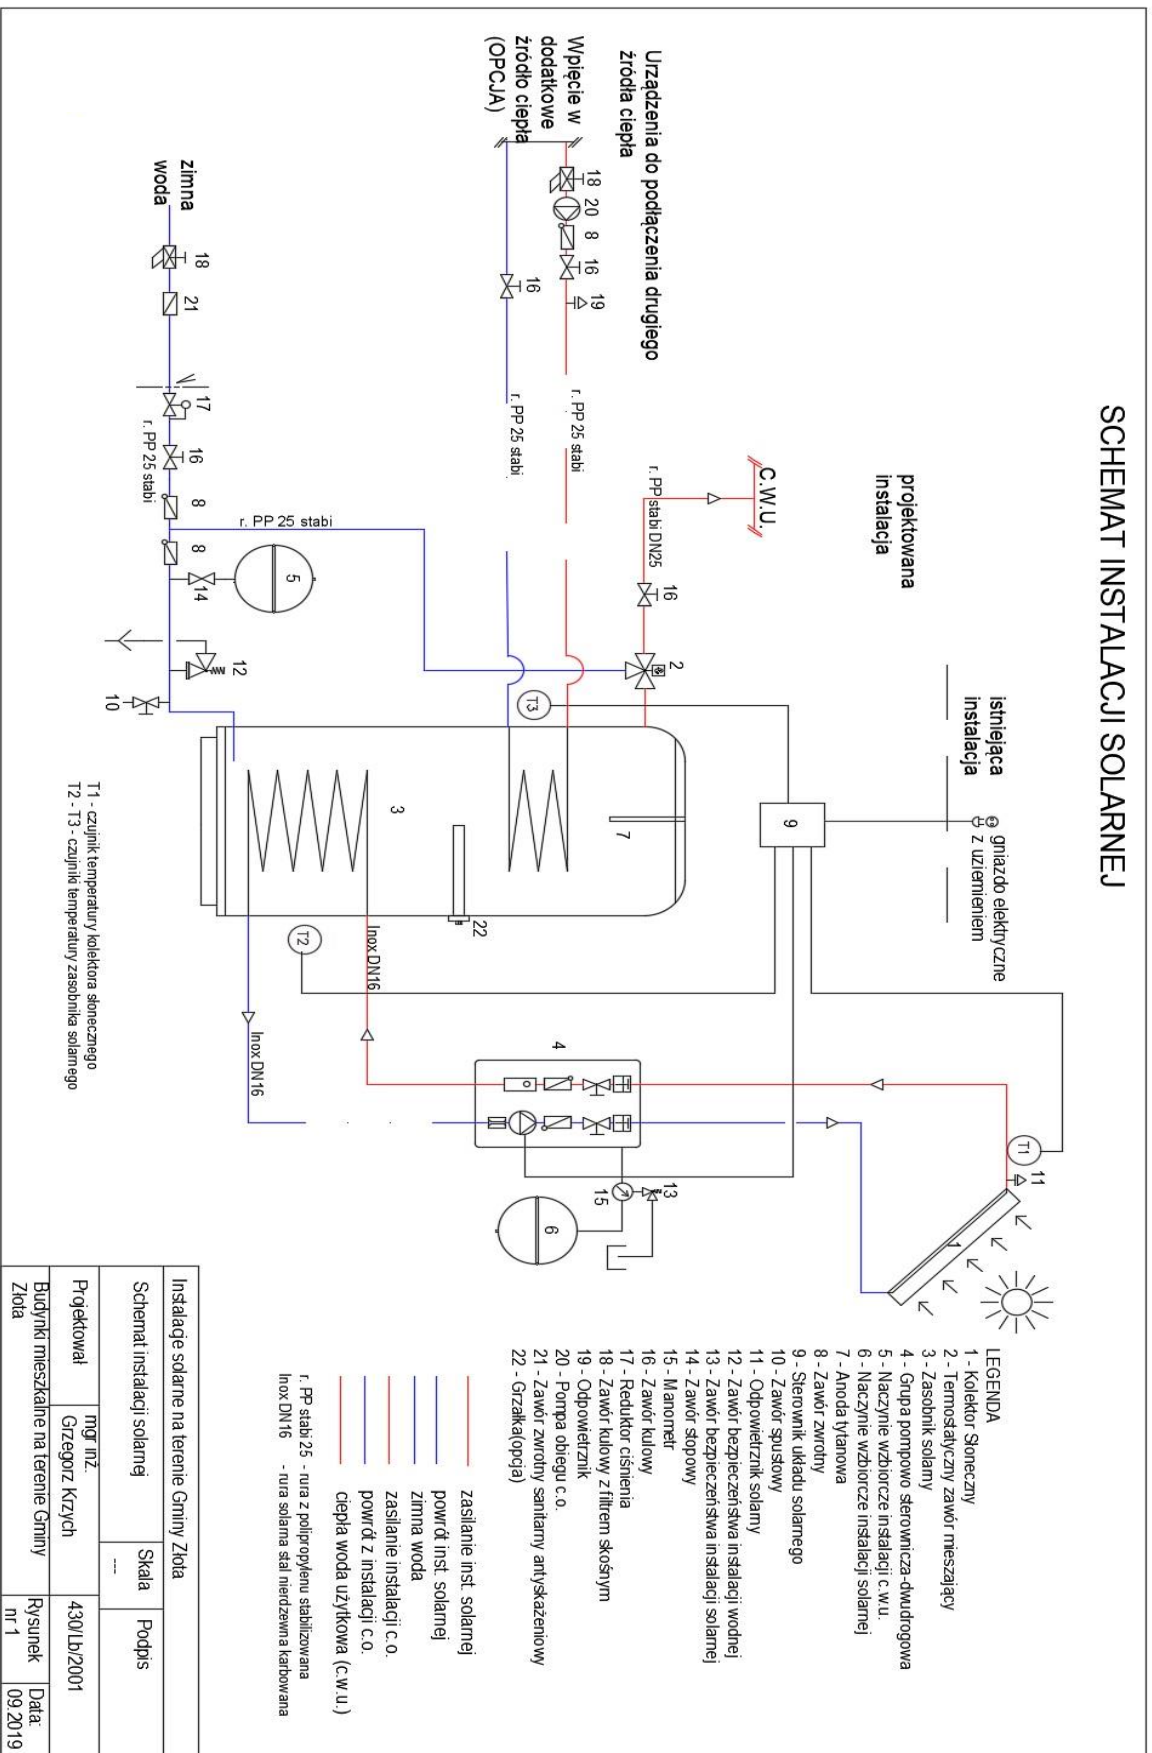 SCHEMAT INSTALACJI SOLARNEJ
projektowana
instalacja
istniejąca
instalacja
gniazdo elektryczne
z uziemieniem
Urządzenia do podłączenia drugiego
źródła ciepła
Wpięcie w
dodatkowe
źródło ciepła
(OPCJA)
18
20
8
16
19
16
r. PP 25 stabi
r. PP 25 stabi
C.W.U.
r. PP stabi DN25
16
2
T3
9
7
3
22
T2
Inox DN16
Inox DN16
4
T1
11
1
13
15
6
zimna
woda
18
21
17
16
r. PP 25 stabi
8
r. PP 25 stabi
8
14
5
12
10
T1 - czujnik temperatury kolektora słonecznego
T2 - T3 - czujniki temperatury zasobnika solarnego
LEGENDA
1 - Kolektor Słoneczny
2 - Termostatyczny zawór mieszający
3 - Zasobnik solarny
4 - Grupa pompowo sterownicza-dwudrogowa
5 - Naczynie wzbiorcze instalacji c.w.u.
6 - Naczynie wzbiorcze instalacji solarnej
7 - Anoda tytanowa
8 - Zawór zwrotny
9 - Sterownik układu solarnego
10 - Zawór spustowy
11 - Odpowietrznik solarny
12 - Zawór bezpieczeństwa instalacji wodnej
13 - Zawór bezpieczeństwa instalacji solarnej
14 - Zawór stopowy
15 - Manometr
16 - Zawór kulowy
17 - Reduktor ciśnienia
18 - Zawór kulowy z filtrem skośnym
19 - Odpowietrznik
20 - Pompa obiegu c.o.
21 - Zawór zwrotny sanitarny antyskażeniowy
22 - Grzałka(opcja)
zasilanie inst. solarnej
powrót inst. solarnej
zimna woda
zasilanie instalacji c.o.
powrót z instalacji c.o.
ciepła woda użytkowa (c.w.u.)
r. PP stabi 25 - rura z polipropylenu stabilizowana
Inox DN16 - rura solarna stal nierdzewna karbowana
Instalacje solarne na terenie Gminy Złota
Schemat instalacji solarnej
Skala
---
Podpis
Projektował
mgr inż.
Grzegorz Krzych
430/Lb/2001
Budynki mieszkalne na terenie Gminy
Złota
Rysunek
nr 1
Data:
09.2019